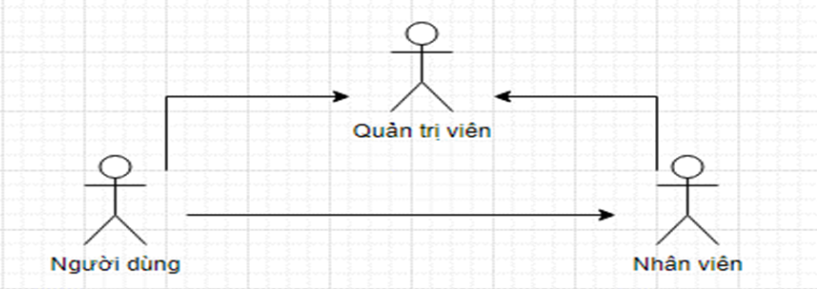 Quản trị viên
Người dùng
Nhân viên